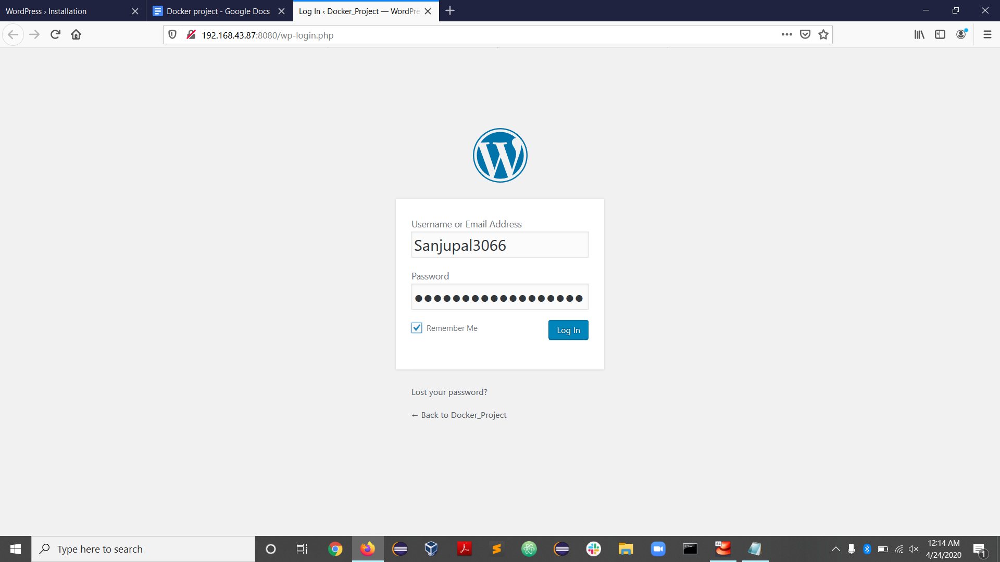 WordPress › Installation
Docker project - Google Docs
Log In ‹ Docker_Project — WordPre
192.168.43.87:8080/wp-login.php
Username or Email Address
Sanjupal3066
Password
Remember Me
Log In
Lost your password?
← Back to Docker_Project
Type here to search
64
12:14 AM
4/24/2020
1